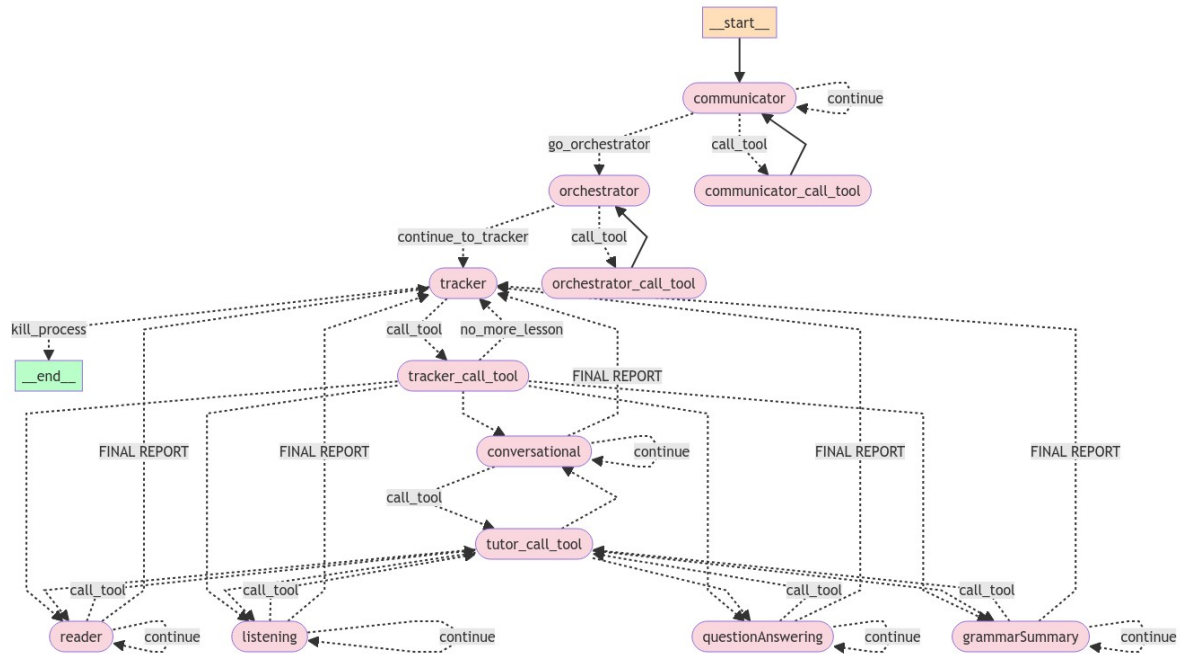 __start__
communicator
continue
go_orchestrator
call_tool
orchestrator
communicator_call_tool
continue_to_tracker
call_tool
tracker
orchestrator_call_tool
kill_process
call_tool
no_more_lesson
__end__
tracker_call_tool
FINAL REPORT
FINAL REPORT
FINAL REPORT
conversational
continue
FINAL REPORT
FINAL REPORT
call_tool
tutor_call_tool
call_tool
call_tool
call_tool
call_tool
reader
continue
listening
continue
questionAnswering
continue
grammarSummary
continue